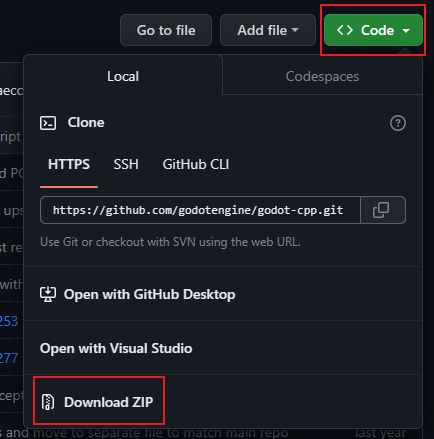 Go to file Add file Code
Local Codespaces
aecc
Clone
ript
HTTPS SSH GitHub CLI
d PC
ups https://github.com/godotengine/godot-cpp.git
st re Use Git or checkout with SVN using the web URL.
with Open with GitHub Desktop
253
Open with Visual Studio
277
cept Download ZIP
s and move to separate file to match main repo last year